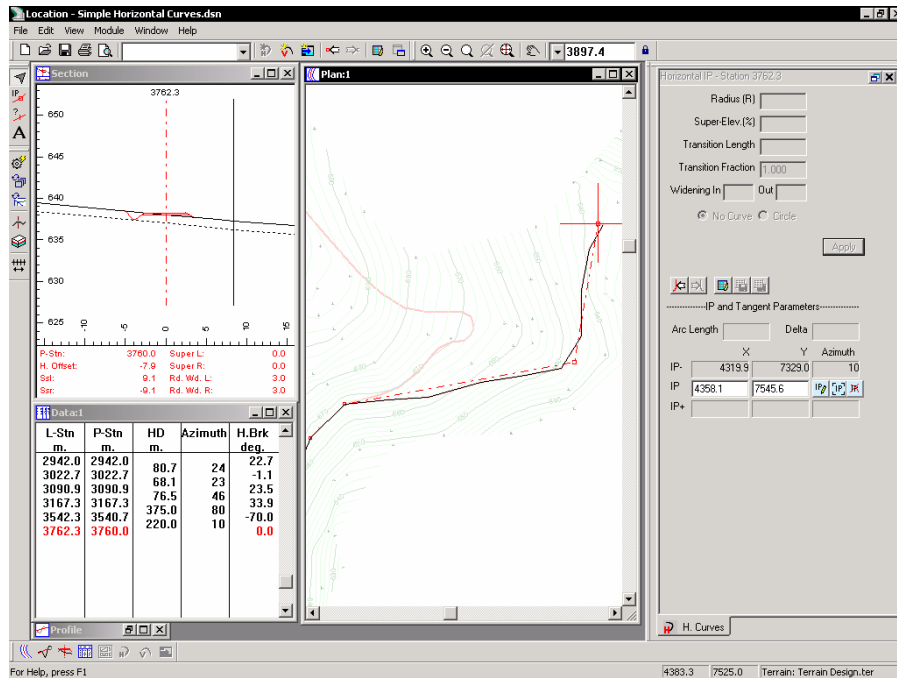 Location - Simple Horizontal Curves.dsn
File Edit View Module Window Help
3897.4
Section
3762.3
650
645
640
635
630
625
-10 -5 0 5 10 15
P-Stn: 3760.0 Super L: 0.0
H. Offset: -7.9 Super R: 0.0
Ssl: 9.1 Rd. Wd. L: 3.0
Ssr: -9.1 Rd. Wd. R: 3.0
Data:1
L-Stn P-Stn HD Azimuth H.Brk
m. m. m. deg.
2942.0 2942.0 22.7
80.7 24
3022.7 3022.7 -1.1
68.1 23
3090.9 3090.9 23.5
76.5 46
3167.3 3167.3 33.9
375.0 80
3542.3 3540.7 -70.0
220.0 10
3762.3 3760.0 0.0
Profile
Plan:1
Horizontal IP - Station 3762.3
Radius (R)
Super-Elev.(%)
Transition Length
Transition Fraction 1.000
Widening In Out
No Curve Circle
Apply
IP and Tangent Parameters
Arc Length Delta
X Y Azimuth
IP- 4319.9 7329.0 10
IP 4358.1 7545.6
IP+
H. Curves
For Help, press F1
4383.3 7525.0 Terrain: Terrain Design.ter